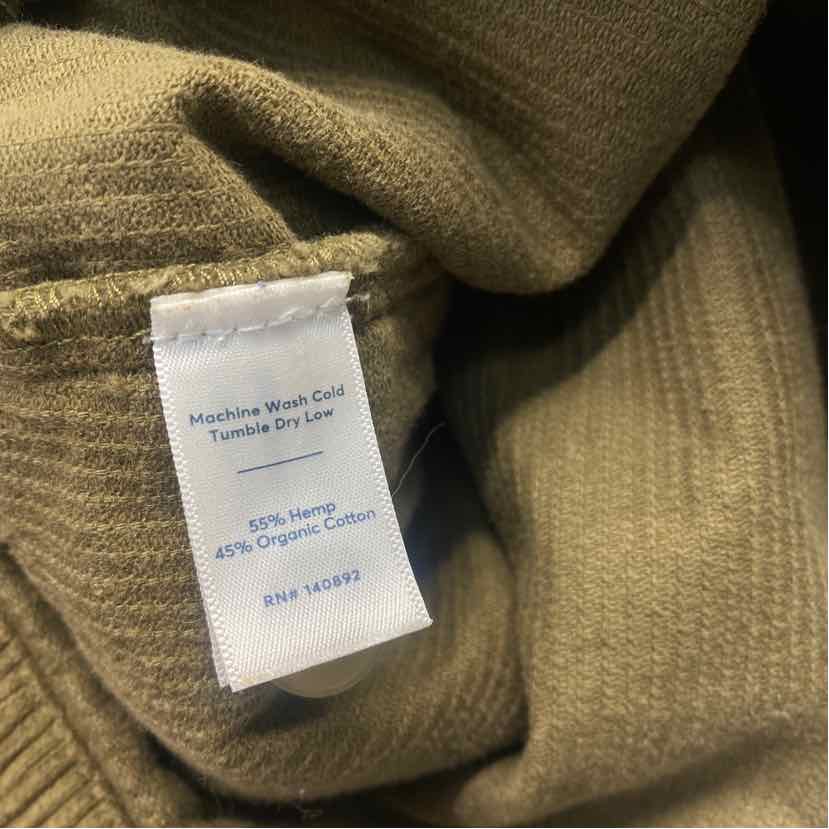 Machine Wash Cold
Tumble Dry Low
55% Hemp
45% Organic Cotton
RN# 140892